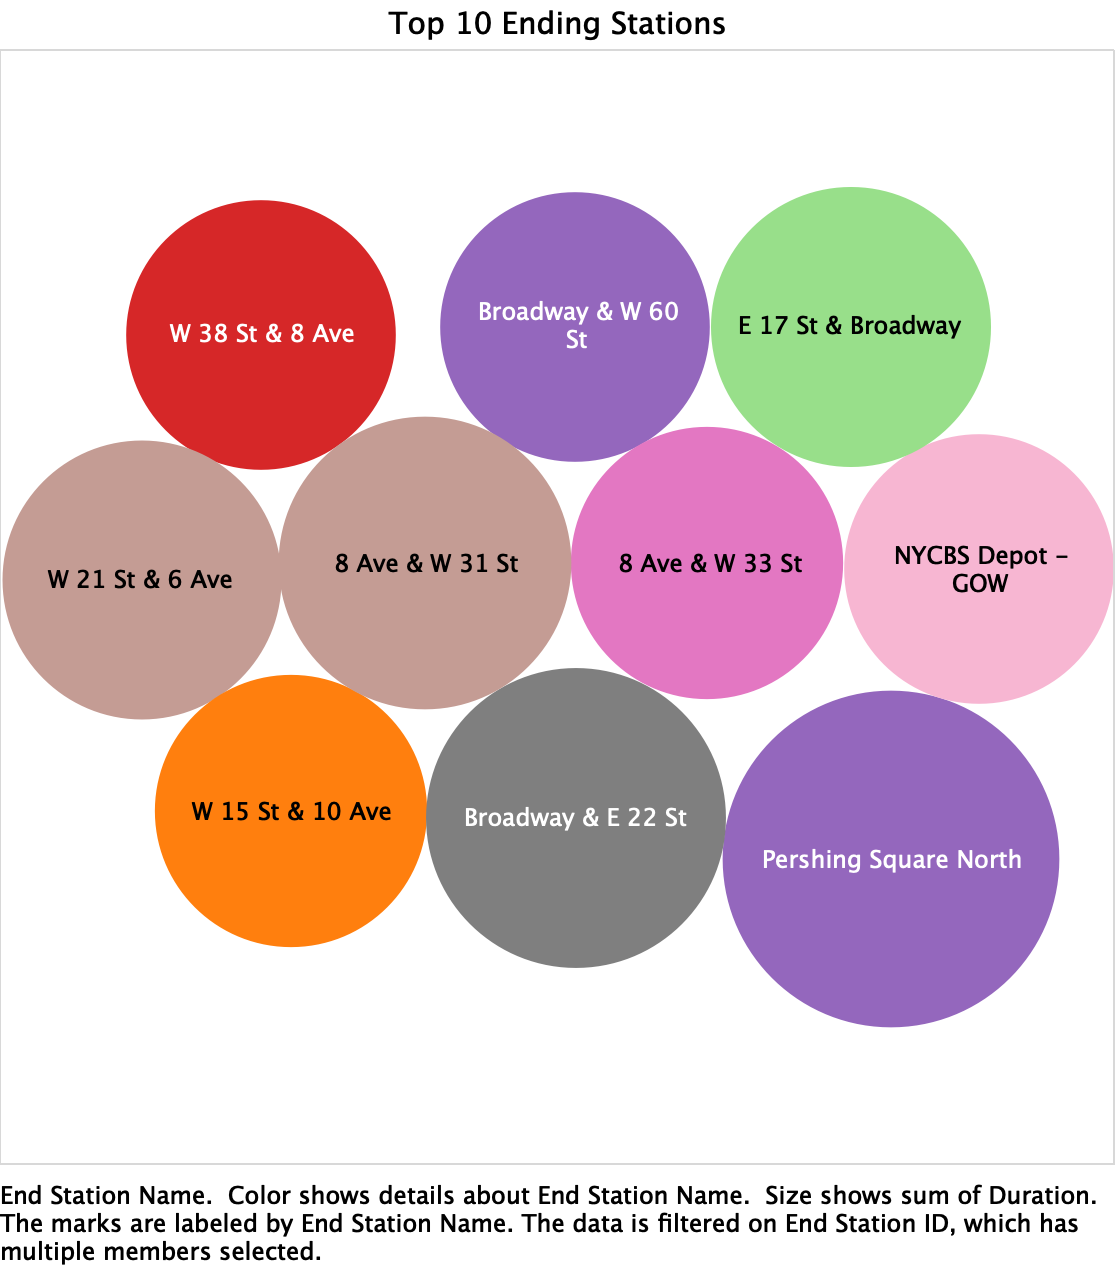 Top 10 Ending Stations
W 38 St & 8 Ave
Broadway & W 60
St
E 17 St & Broadway
W 21 St & 6 Ave
8 Ave & W 31 St
8 Ave & W 33 St
NYCBS Depot –
GOW
W 15 St & 10 Ave
Broadway & E 22 St
Pershing Square North
End Station Name.  Color shows details about End Station Name.  Size shows sum of Duration.
The marks are labeled by End Station Name. The data is filtered on End Station ID, which has
multiple members selected.